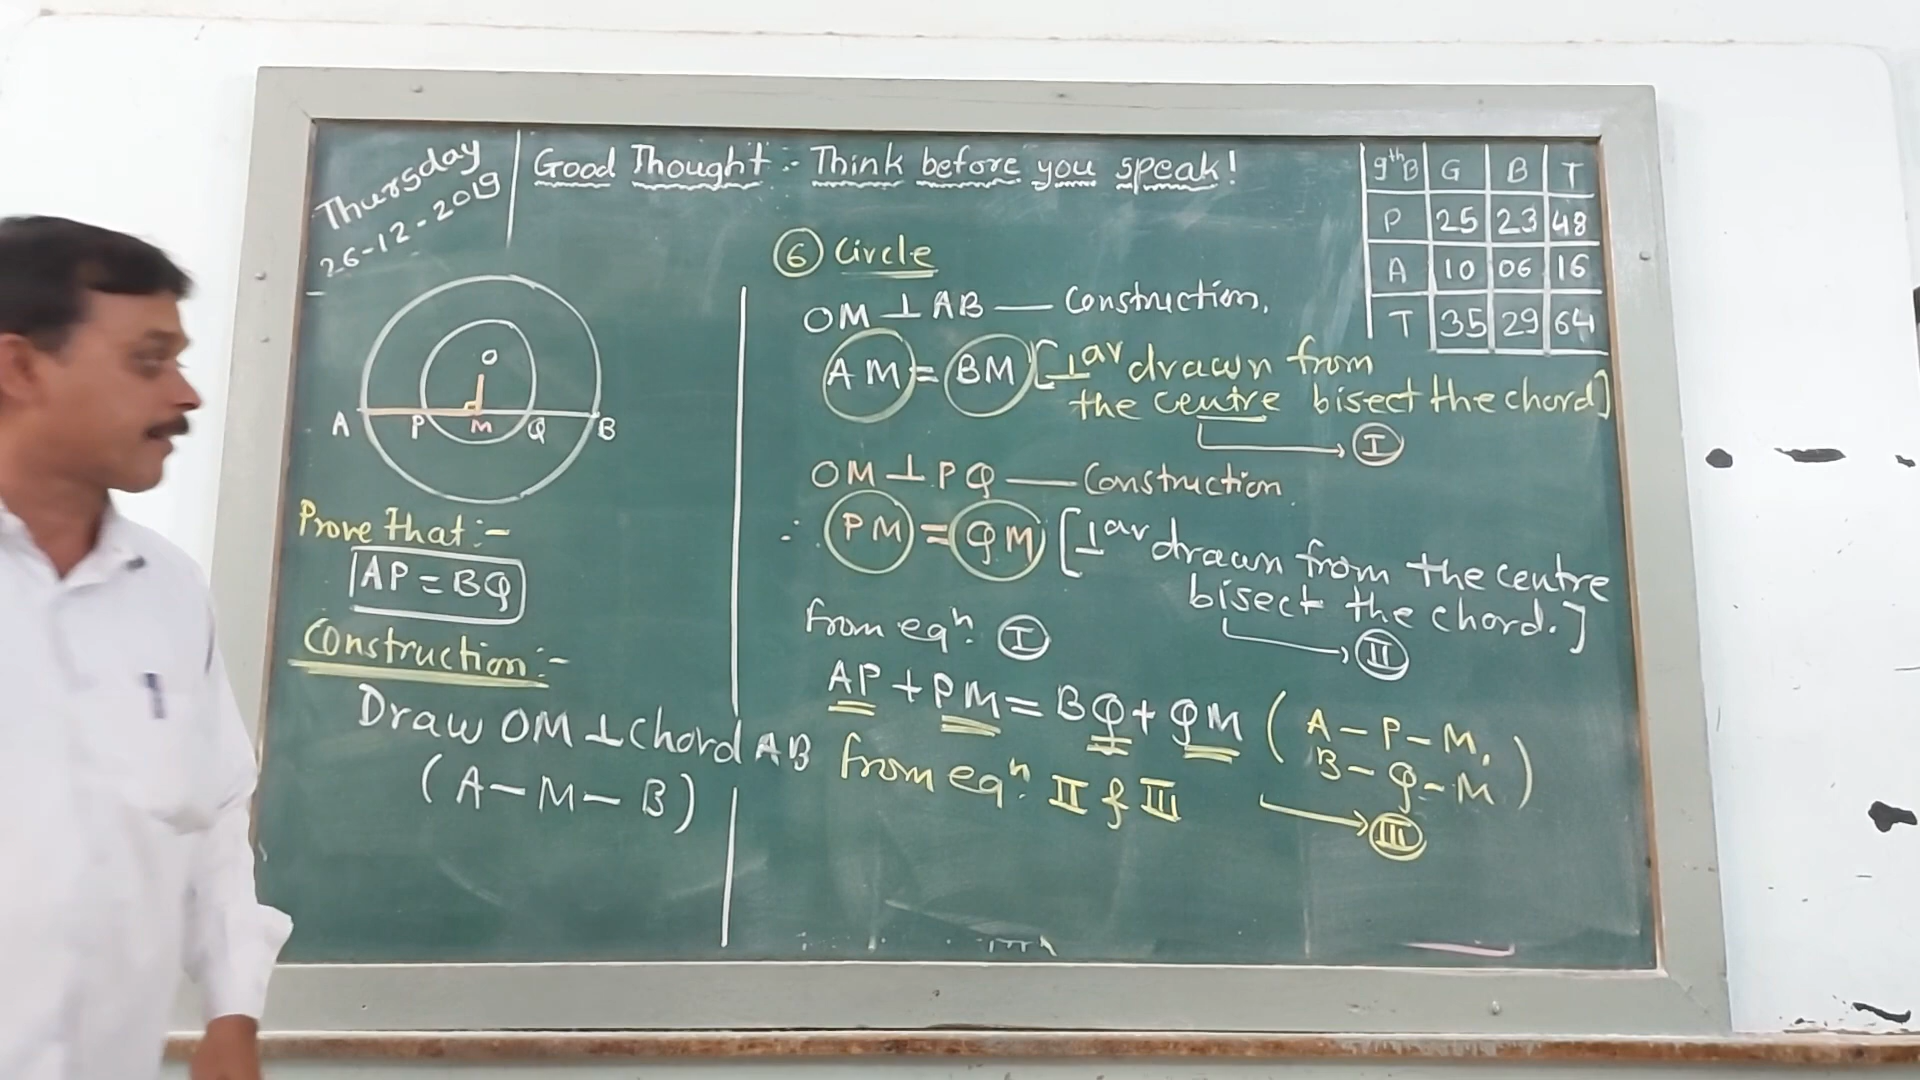 Thursday
26-12-2019
Good Thought :- Think before you speak!
9th B G B T
P 25 23 48
A 10 06 16
T 35 29 64
O
A P M Q B
Prove that :-
AP = BQ
Construction :-
Draw OM ⊥ Chord AB
(A – M – B)
⑥ Circle
OM ⊥ AB — Construction.
AM = BM [⊥ar drawn from
the centre bisect the chord]
→ Ⓘ
OM ⊥ PQ — Construction
∴ PM = QM [⊥ar drawn from the centre
bisect the chord.]
→ II
from eqn. Ⓘ
AP + PM = BQ + QM ( A – P – M,
B – Q – M )
from eqn. II & III
→ III